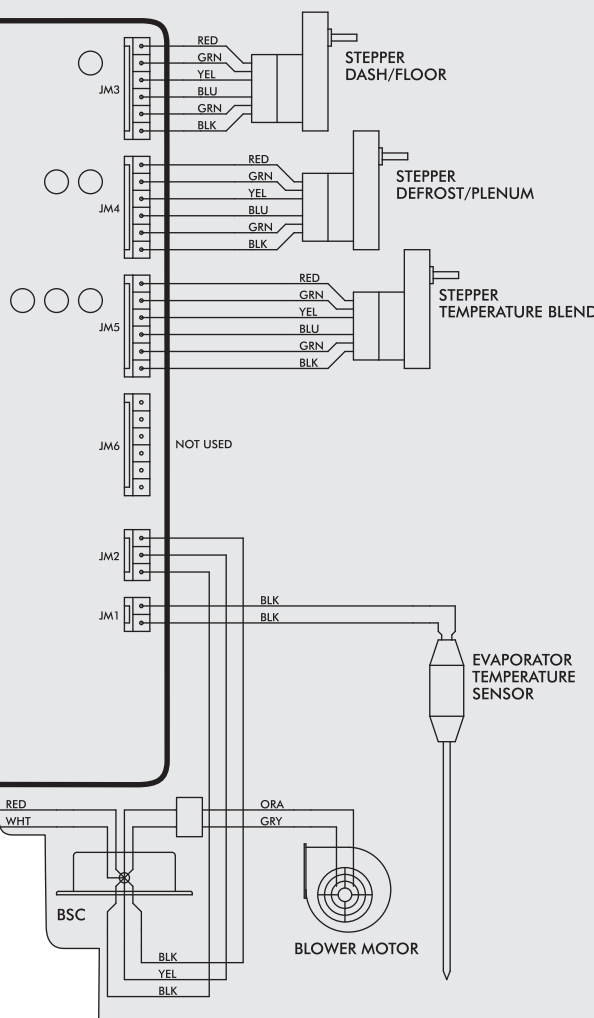 RED
GRN
YEL
BLU
GRN
BLK
JM3
STEPPER
DASH/FLOOR
RED
GRN
YEL
BLU
GRN
BLK
JM4
STEPPER
DEFROST/PLENUM
RED
GRN
YEL
BLU
GRN
BLK
JM5
STEPPER
TEMPERATURE BLEND
JM6
NOT USED
JM2
JM1
BLK
BLK
EVAPORATOR
TEMPERATURE
SENSOR
RED
WHT
ORA
GRY
BSC
BLOWER MOTOR
BLK
YEL
BLK